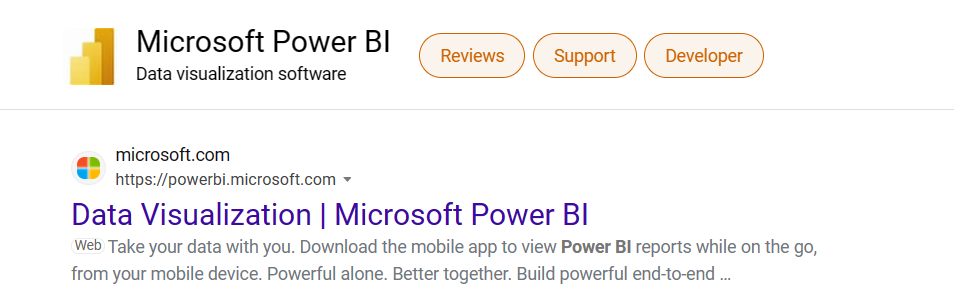 Microsoft Power BI
Data visualization software
Reviews
Support
Developer
microsoft.com
https://powerbi.microsoft.com
Data Visualization | Microsoft Power BI
Web Take your data with you. Download the mobile app to view Power BI reports while on the go,
from your mobile device. Powerful alone. Better together. Build powerful end-to-end ...